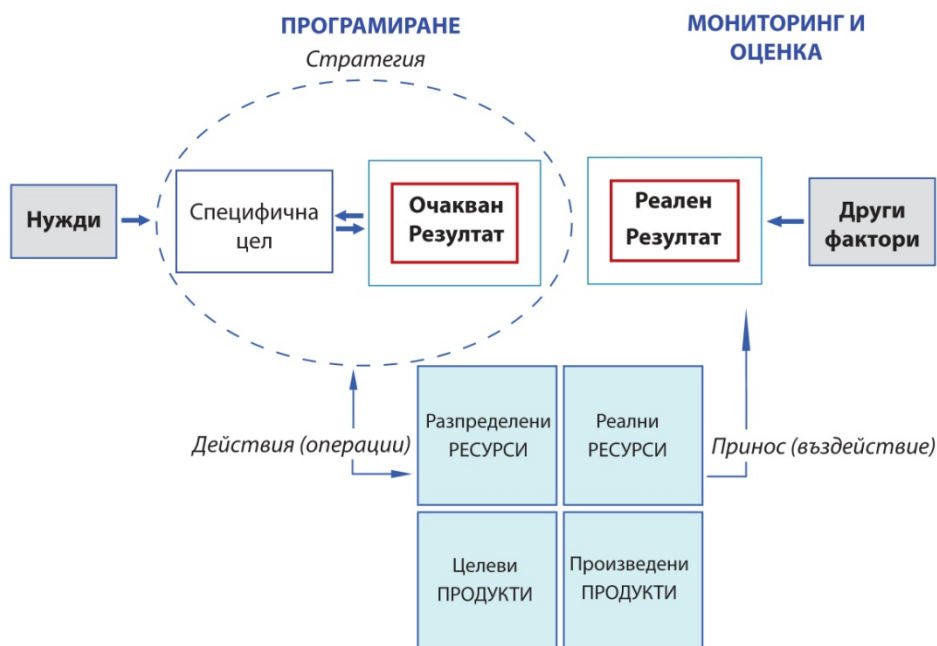 ПРОГРАМИРАНЕ
Стратегия
МОНИТОРИНГ И
ОЦЕНКА
Нужди
Специфична
цел
Очакван
Резултат
Реален
Резултат
Други
фактори
Действия (операции)
Разпределени
РЕСУРСИ
Реални
РЕСУРСИ
Принос (въздействие)
Целеви
ПРОДУКТИ
Произведени
ПРОДУКТИ